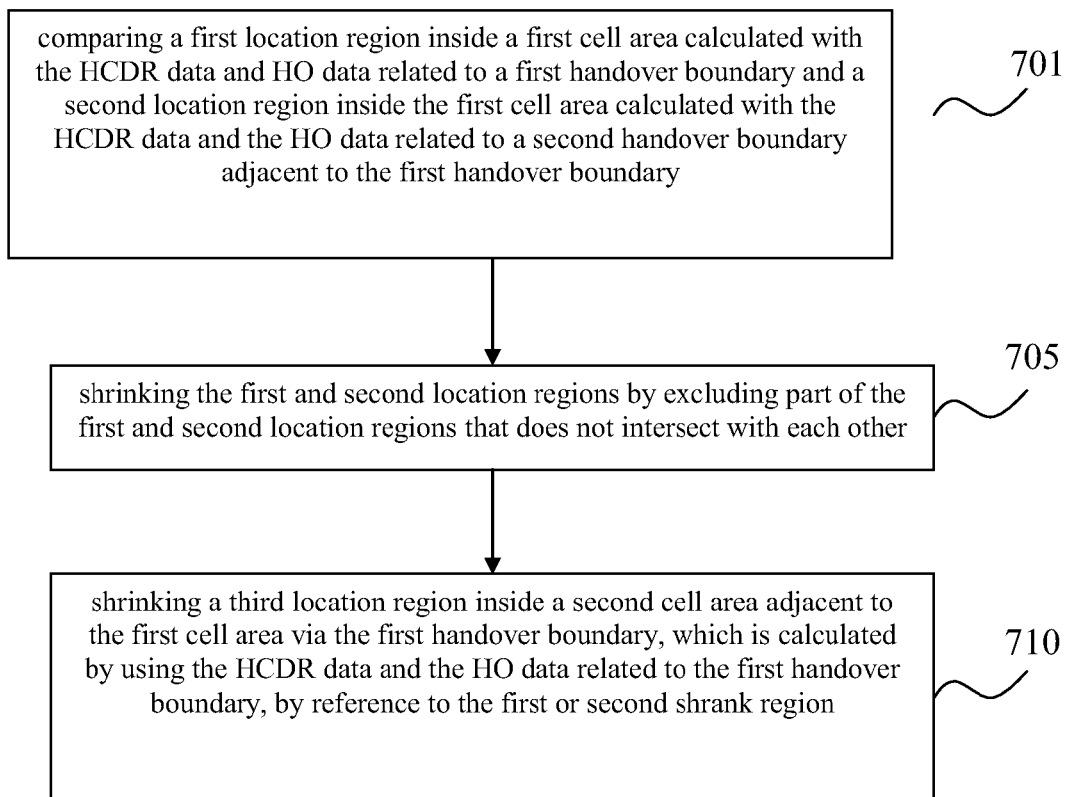 comparing a first location region inside a first cell area calculated with
the HCDR data and HO data related to a first handover boundary and a
second location region inside the first cell area calculated with the
HCDR data and the HO data related to a second handover boundary
adjacent to the first handover boundary
701
shrinking the first and second location regions by excluding part of the
first and second location regions that does not intersect with each other
705
shrinking a third location region inside a second cell area adjacent to
the first cell area via the first handover boundary, which is calculated
by using the HCDR data and the HO data related to the first handover
boundary, by reference to the first or second shrank region
710